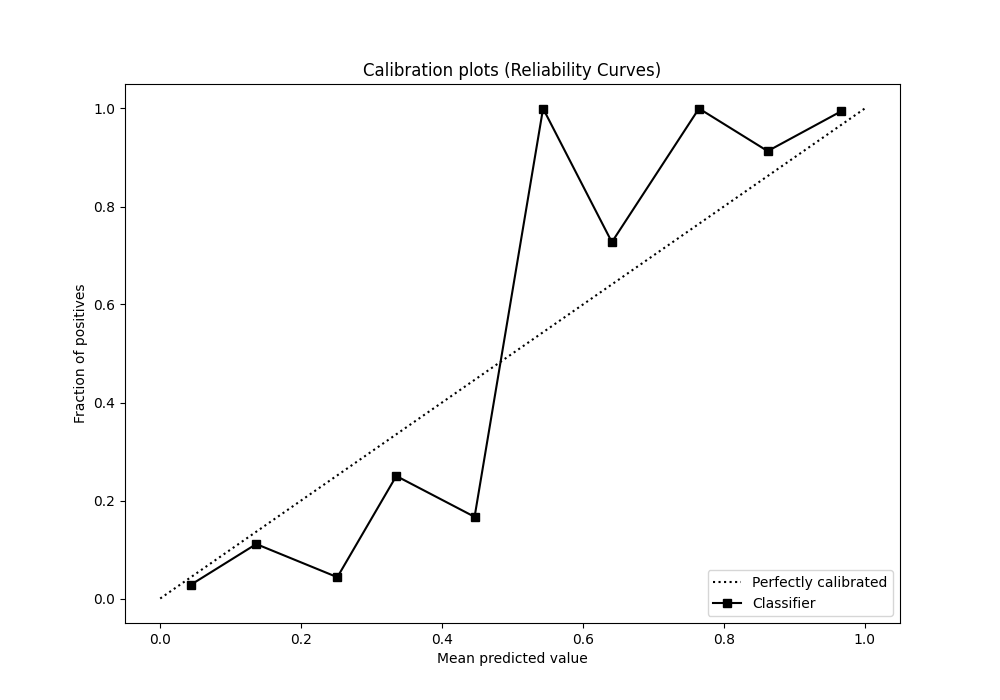 Calibration plots (Reliability Curves)
1.0
0.8
0.6
0.4
0.2
0.0
Fraction of positives
Perfectly calibrated
Classifier
0.0 0.2 0.4 0.6 0.8 1.0
Mean predicted value